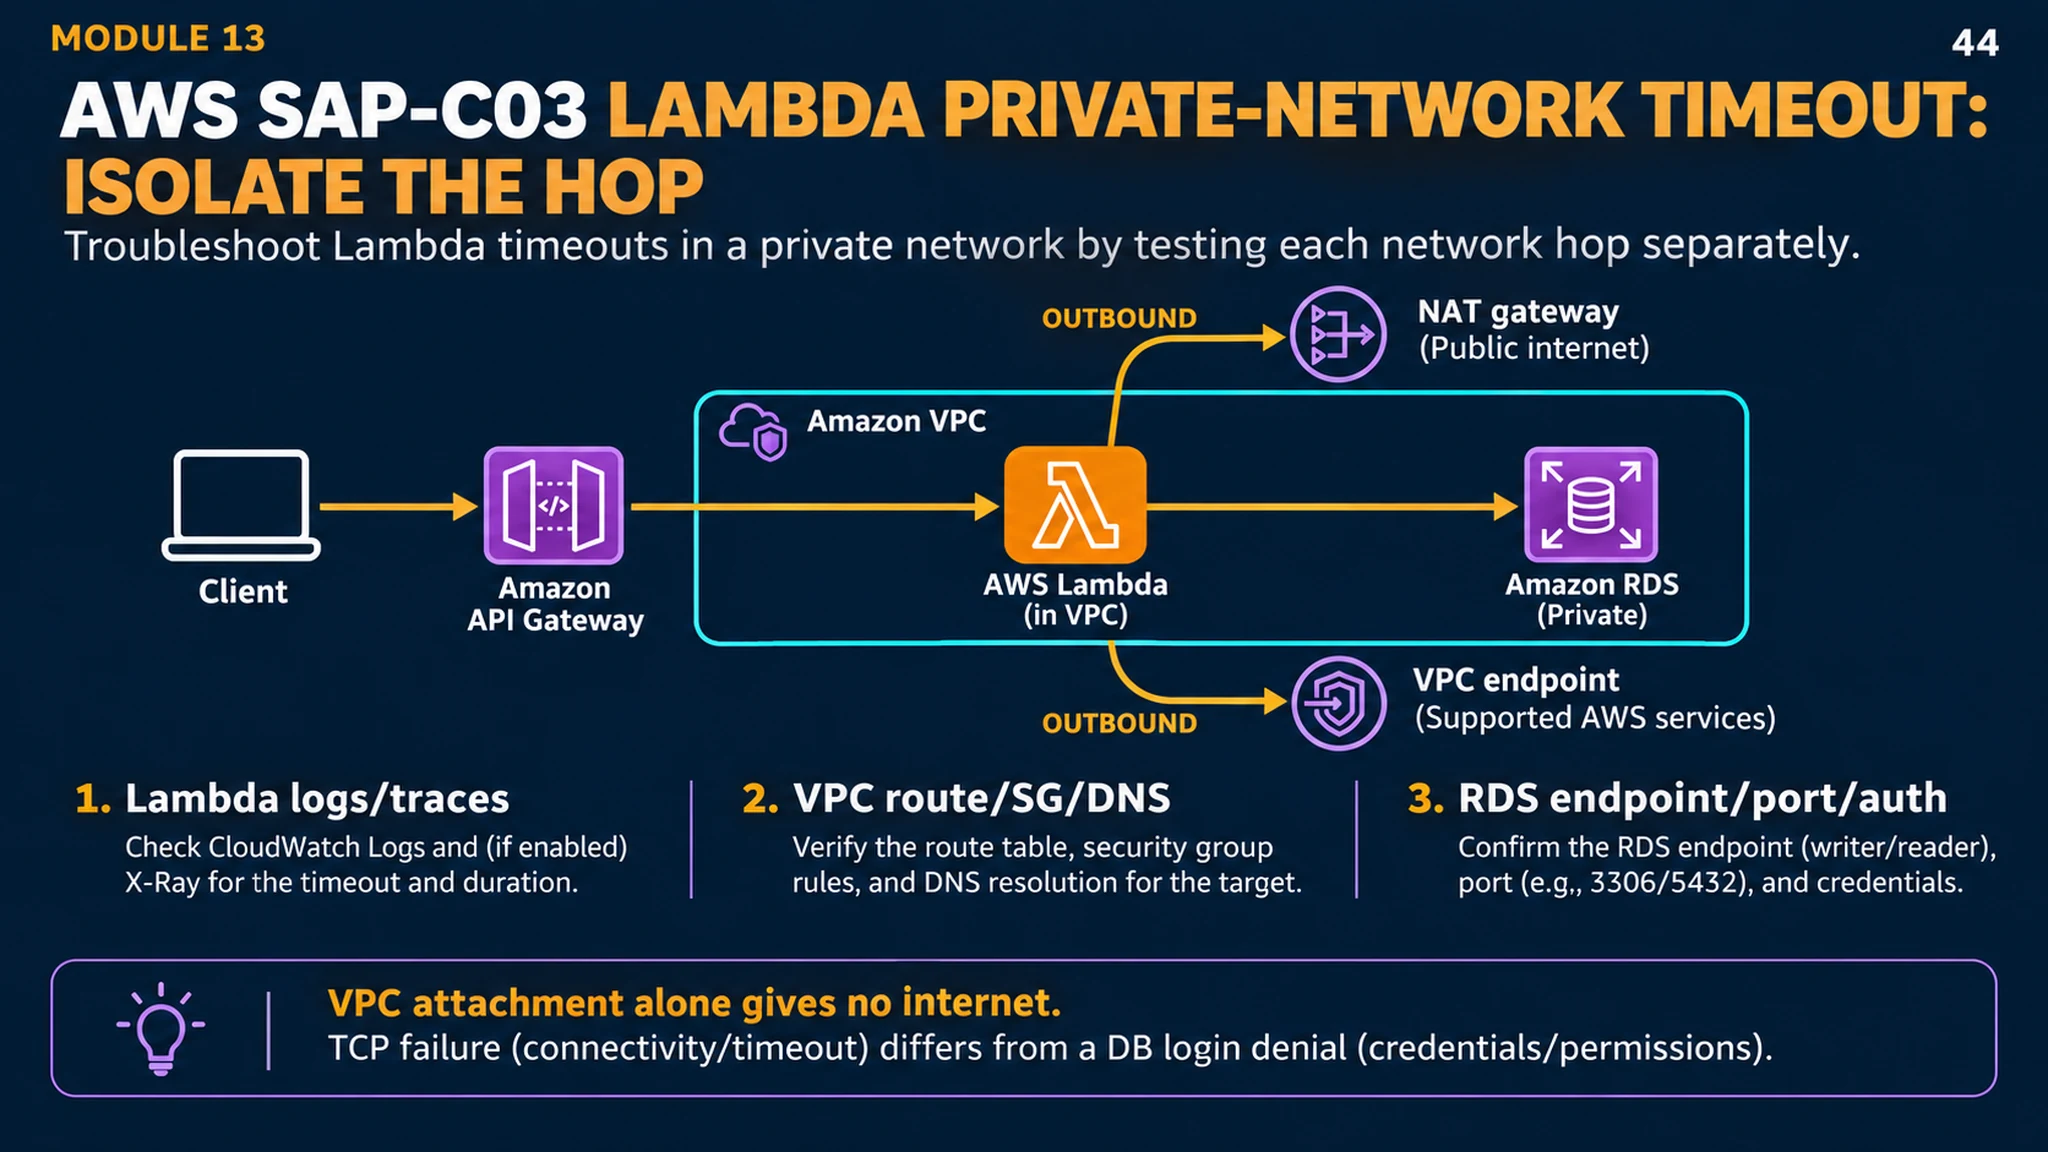 MODULE 13
44
AWS SAP-C03 LAMBDA PRIVATE-NETWORK TIMEOUT:
ISOLATE THE HOP
Troubleshoot Lambda timeouts in a private network by testing each network hop separately.
OUTBOUND
NAT gateway
(Public internet)
Amazon VPC
</>
Client
Amazon
API Gateway
AWS Lambda
(in VPC)
Amazon RDS
(Private)
OUTBOUND
VPC endpoint
(Supported AWS services)
1. Lambda logs/traces
Check CloudWatch Logs and (if enabled)
X-Ray for the timeout and duration.
2. VPC route/SG/DNS
Verify the route table, security group
rules, and DNS resolution for the target.
3. RDS endpoint/port/auth
Confirm the RDS endpoint (writer/reader),
port (e.g., 3306/5432), and credentials.
VPC attachment alone gives no internet.
TCP failure (connectivity/timeout) differs from a DB login denial (credentials/permissions).